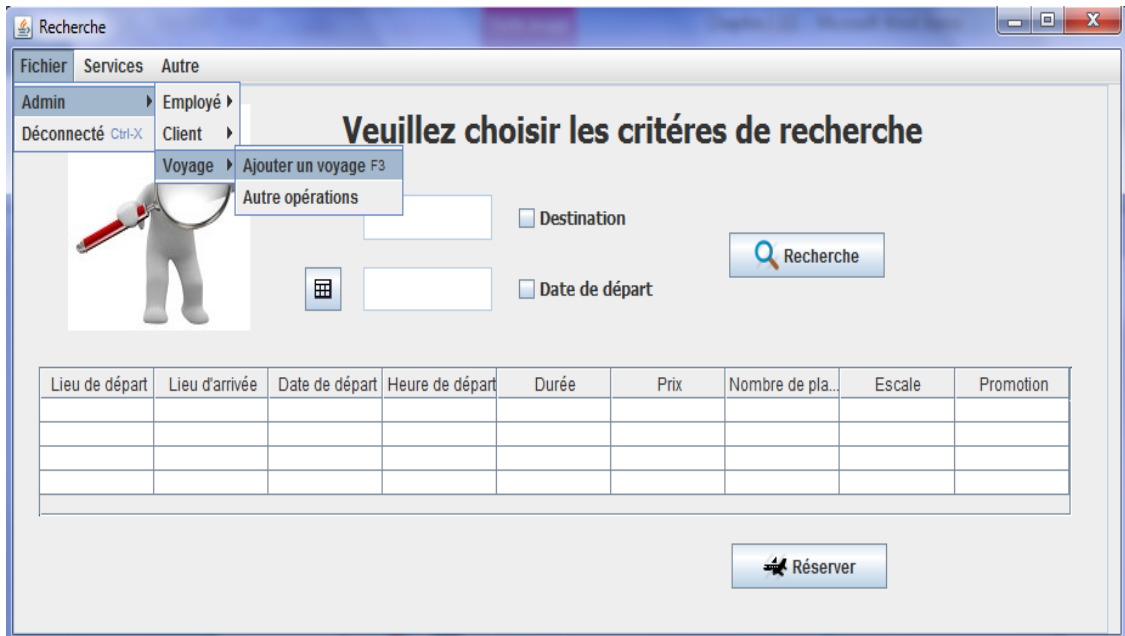 Recherche
Fichier Services Autre
Admin
Déconnecté Ctrl-X
Employé
Client
Voyage
Ajouter un voyage F3
Autre opérations
Veuillez choisir les critéres de recherche
Destination
Date de départ
Recherche
Lieu de départ Lieu d'arrivée Date de départ Heure de départ Durée Prix Nombre de pla... Escale Promotion
Réserver